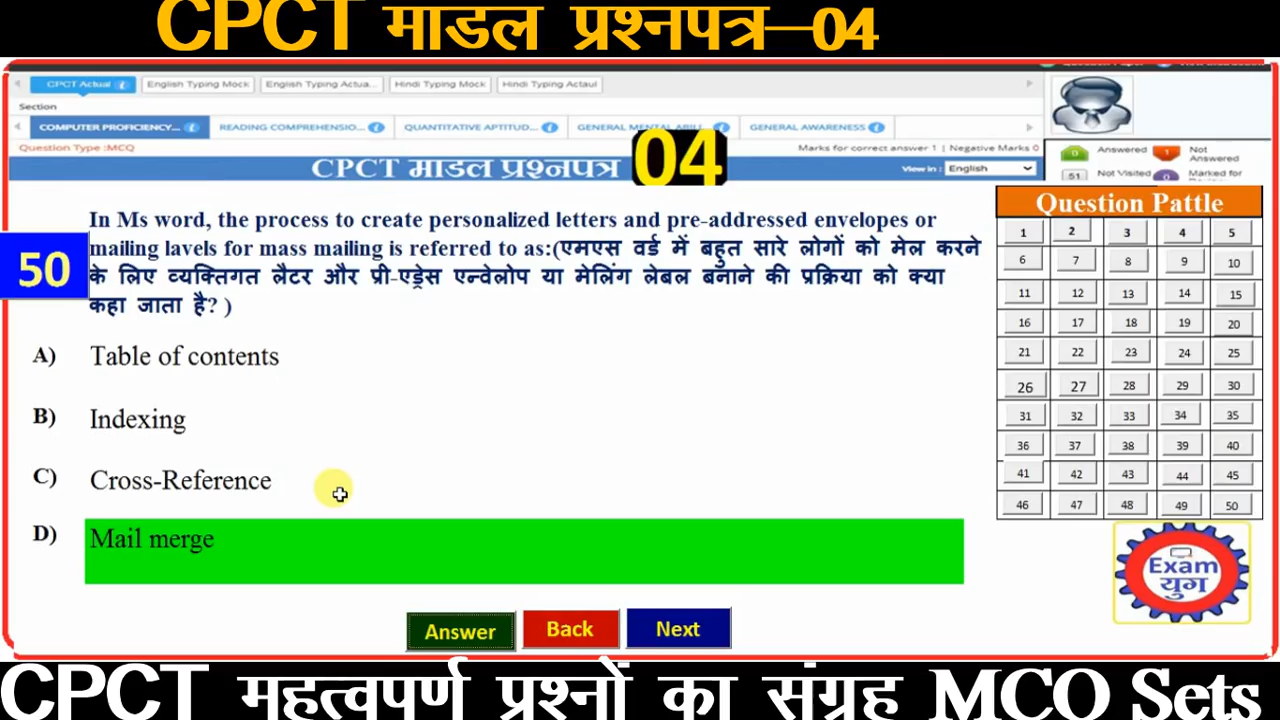 CPCT माडल प्रश्नपत्र–04
CPCT Actual English Typing Mock English Typing Actua... Hindi Typing Mock Hindi Typing Actaul
Section
COMPUTER PROFICIENCY... READING COMPREHENSIO... QUANTITATIVE APTITUD... GENERAL MENTAL ABILI... GENERAL AWARENESS
Question Type :MCQ Marks for correct answer 1 | Negative Marks 0
CPCT माडल प्रश्नपत्र 04 View in : English
0 Answered 1 Not Answered
51 Not Visited 0 Marked for
50
In Ms word, the process to create personalized letters and pre-addressed envelopes or
mailing lavels for mass mailing is referred to as:(एमएस वर्ड में बहुत सारे लोगों को मेल करने
के लिए व्यक्तिगत लैटर और प्री-एड्रेस एन्वेलोप या मेलिंग लेबल बनाने की प्रक्रिया को क्या
कहा जाता है? )
A) Table of contents
B) Indexing
C) Cross-Reference
D) Mail merge
Answer Back Next
Question Pattle
1 2 3 4 5
6 7 8 9 10
11 12 13 14 15
16 17 18 19 20
21 22 23 24 25
26 27 28 29 30
31 32 33 34 35
36 37 38 39 40
41 42 43 44 45
46 47 48 49 50
Exam
युग
CPCT महत्वपर्ण प्रश्नों का संग्रह MCQ Sets